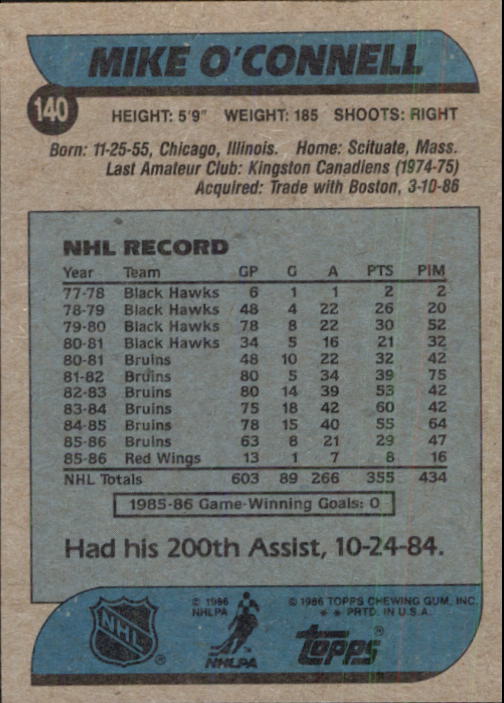 MIKE O'CONNELL
140
HEIGHT: 5'9" WEIGHT: 185 SHOOTS: RIGHT
Born: 11-25-55, Chicago, Illinois. Home: Scituate, Mass.
Last Amateur Club: Kingston Canadiens (1974-75)
Acquired: Trade with Boston, 3-10-86
NHL RECORD
Year Team GP G A PTS PIM
77-78 Black Hawks 6 1 1 2 2
78-79 Black Hawks 48 4 22 26 20
79-80 Black Hawks 78 8 22 30 52
80-81 Black Hawks 34 5 16 21 32
80-81 Bruins 48 10 22 32 42
81-82 Bruins 80 5 34 39 75
82-83 Bruins 80 14 39 53 42
83-84 Bruins 75 18 42 60 42
84-85 Bruins 78 15 40 55 64
85-86 Bruins 63 8 21 29 47
85-86 Red Wings 13 1 7 8 16
NHL Totals 603 89 266 355 434
1985-86 Game-Winning Goals: 0
Had his 200th Assist, 10-24-84.
© 1986 NHLPA
© 1986 TOPPS CHEWING GUM, INC.
** PRTD. IN U.S.A.
NHL ®
NHLPA
topps ®